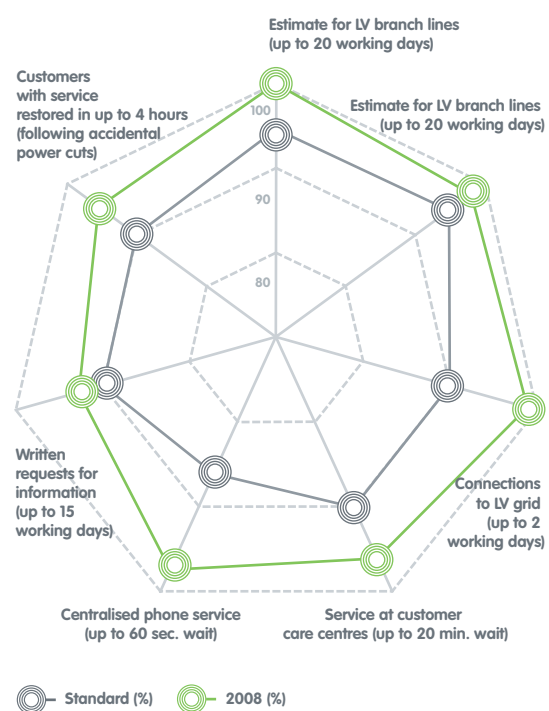 Estimate for LV branch lines
(up to 20 working days)
Customers
with service
restored in up to 4 hours
(following accidental
power cuts)
100
Estimate for LV branch lines
(up to 20 working days)
90
80
Written
requests for
information
(up to 15
working days)
Connections
to LV grid
(up to 2
working days)
Centralised phone service
(up to 60 sec. wait)
Service at customer
care centres (up to 20 min. wait)
Standard (%)
2008 (%)